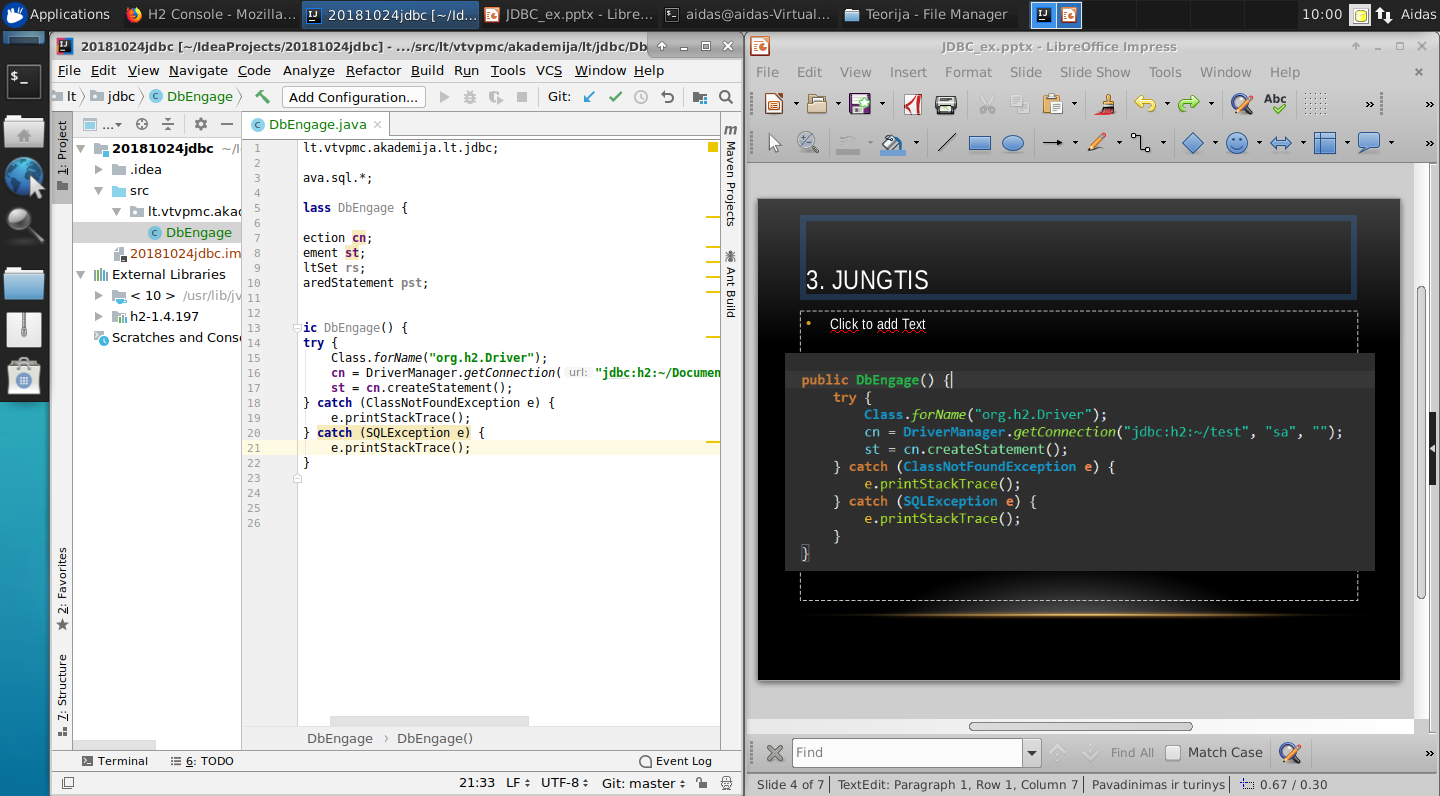 Applications
H2 Console - Mozilla...
20181024jdbc [~/Id...
JDBC_ex.pptx - Libre...
aidas@aidas-Virtual...
Teorija - File Manager
10:00
Aidas
20181024jdbc [~/IdeaProjects/20181024jdbc] - .../src/lt/vtvpmc/akademija/lt/jdbc/Db
File Edit View Navigate Code Analyze Refactor Build Run Tools VCS Window Help
lt jdbc DbEngage
Add Configuration...
Git:
1: Project
2: Favorites
7: Structure
...
20181024jdbc ~/I
.idea
src
lt.vtvpmc.akad
DbEngage
20181024jdbc.im
External Libraries
< 10 > /usr/lib/jv
h2-1.4.197
Scratches and Conso
DbEngage.java
1 lt.vtvpmc.akademija.lt.jdbc;
2
3 ava.sql.*;
4
5 lass DbEngage {
6
7 ection cn;
8 ement st;
9 ltSet rs;
10 aredStatement pst;
11
12
13 ic DbEngage() {
14 try {
15 Class.forName("org.h2.Driver");
16 cn = DriverManager.getConnection( url: "jdbc:h2:~/Documen
17 st = cn.createStatement();
18 } catch (ClassNotFoundException e) {
19 e.printStackTrace();
20 } catch (SQLException e) {
21 e.printStackTrace();
22 }
23
24
25
26
m Maven Projects
Ant Build
DbEngage › DbEngage()
Terminal
6: TODO
Event Log
21:33 LF UTF-8 Git: master
JDBC_ex.pptx - LibreOffice Impress
File Edit View Insert Format Slide Slide Show Tools Window Help
Abc
3. JUNGTIS
• Click to add Text
public DbEngage() {
try {
Class.forName("org.h2.Driver");
cn = DriverManager.getConnection("jdbc:h2:~/test", "sa", "");
st = cn.createStatement();
} catch (ClassNotFoundException e) {
e.printStackTrace();
} catch (SQLException e) {
e.printStackTrace();
}
}
Find
Find All
Match Case
Slide 4 of 7
TextEdit: Paragraph 1, Row 1, Column 7
Pavadinimas ir turinys
0.67 / 0.30